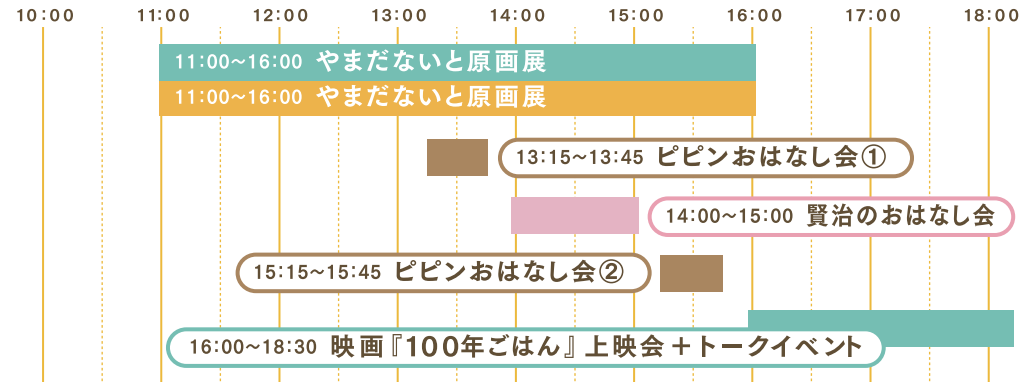 10:00 11:00 12:00 13:00 14:00 15:00 16:00 17:00 18:00
11:00〜16:00 やまだないと原画展
11:00〜16:00 やまだないと原画展
13:15〜13:45 ピピンおはなし会①
14:00〜15:00 賢治のおはなし会
15:15〜15:45 ピピンおはなし会②
16:00〜18:30 映画『100年ごはん』上映会＋トークイベント